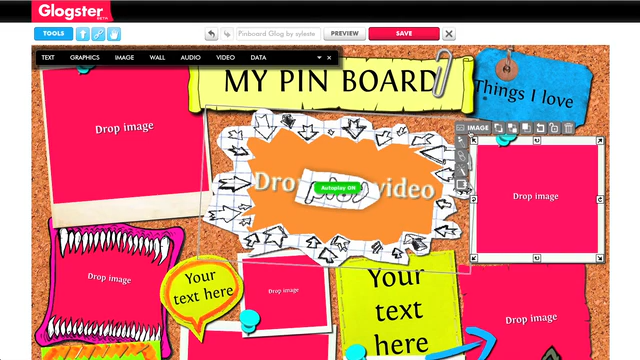 Glogster
BETA
TOOLS
Pinboard Glog by syleste
PREVIEW
SAVE
TEXT GRAPHICS IMAGE WALL AUDIO VIDEO DATA
MY PIN BOARD
Things I love
Drop image
IMAGE
Autoplay Off
video
Drop image
Drop image
Your
text here
Drop image
Your
text
here
Drop image